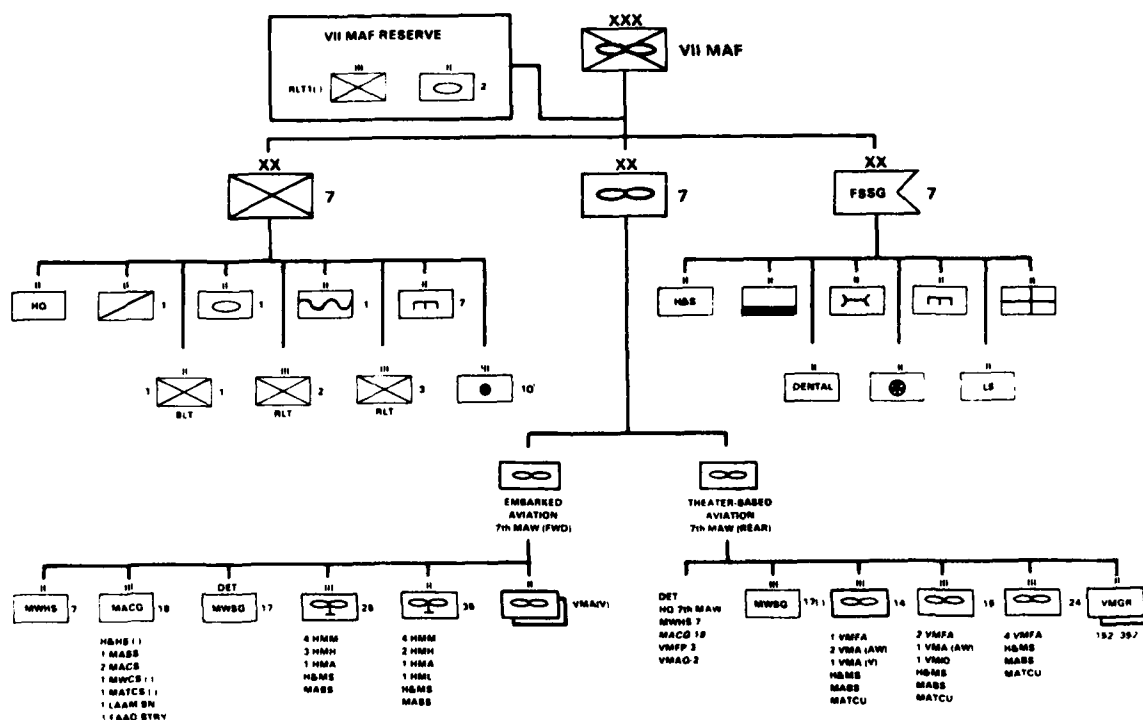 XXX
VII MAF RESERVE
VII MAF
III
II
RLT1( )
2
XX
XX
XX
7
7
FSSG
7
II
II
II
II
II
HQ
1
1
1
7
II
II
II
II
II
H&S
II
III
III
III
1
1
2
3
10
BLT
RLT
RLT
II
II
II
DENTAL
LS
EMBARKED
AVIATION
7th MAW (FWD)
THEATER-BASED
AVIATION
7th MAW (REAR)
II
III
DET
III
II
II
MWHS
7
MACG
18
MWSG
17
26
36
VMA(V)
H&HS ( )
1 MASS
2 MACS
1 MWCS ( )
1 MATCS ( )
1 LAAM BN
1 FAAD BTRY
4 HMM
3 HMH
1 HMA
H&MS
MABS
4 HMM
2 HMH
1 HMA
1 HML
H&MS
MABS
DET
HQ 7th MAW
MWHS 7
MACG 18
VMFP 3
VMAQ-2
III
III
III
III
II
MWSG
17( )
14
24
VMGR
152 352
1 VMFA
2 VMA (AW)
1 VMA (V)
H&MS
MABS
MATCU
2 VMFA
1 VMA (AW)
H&MS
MABS
MATCU
4 VMFA
H&MS
MABS
MATCU